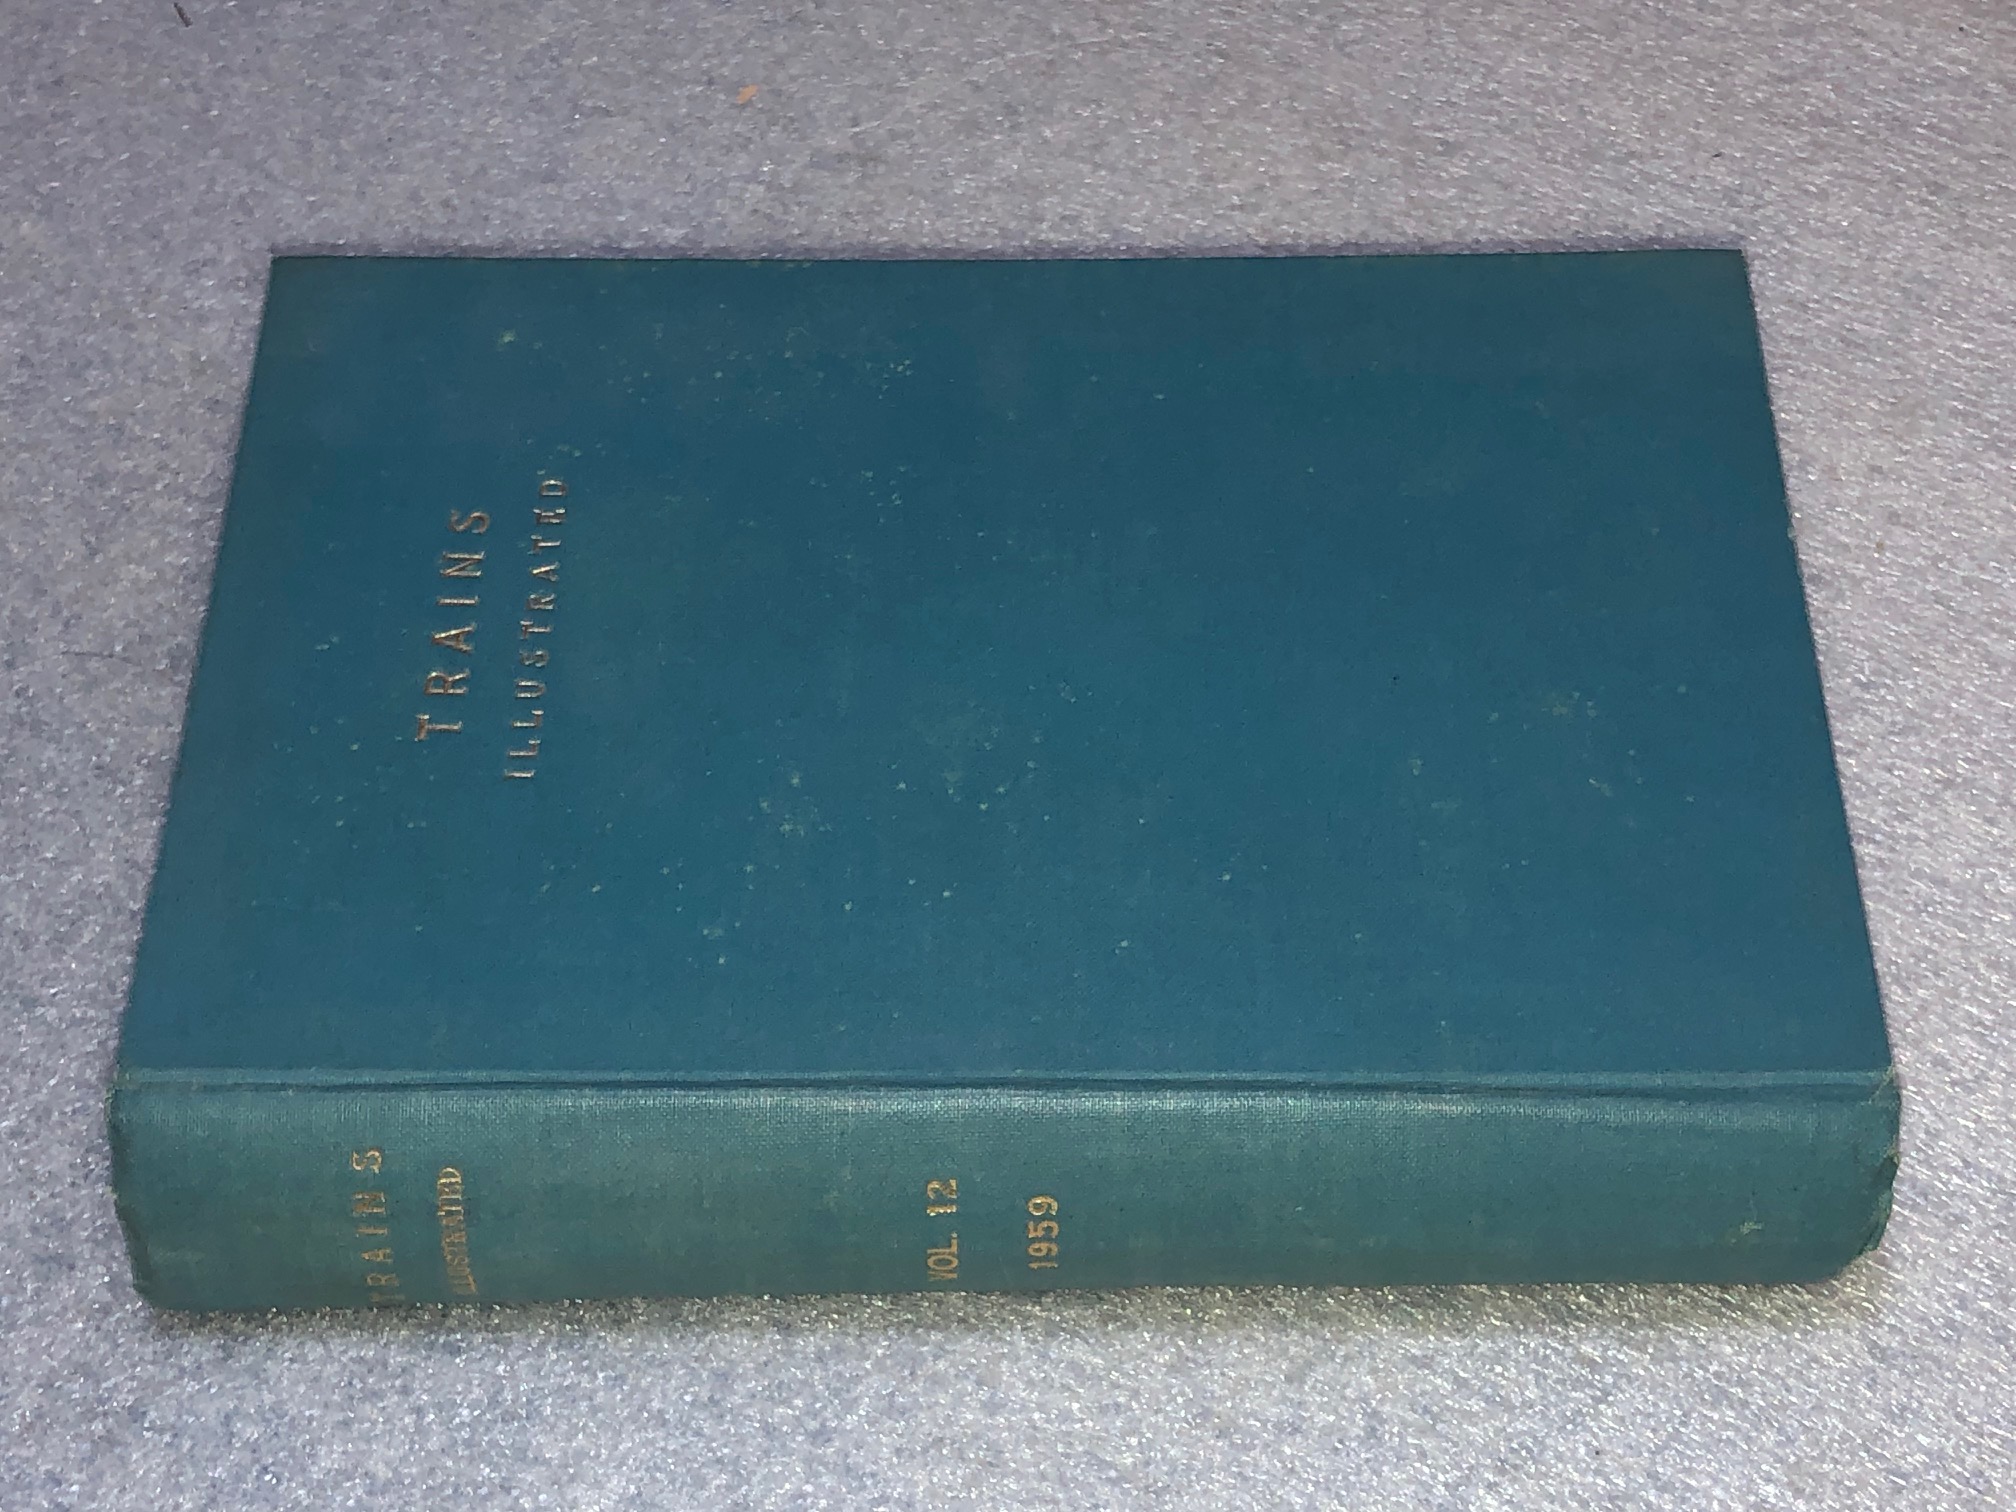 TRAINS
ILLUSTRATED
TRAINS
ILLUSTRATED
VOL. 12
1959